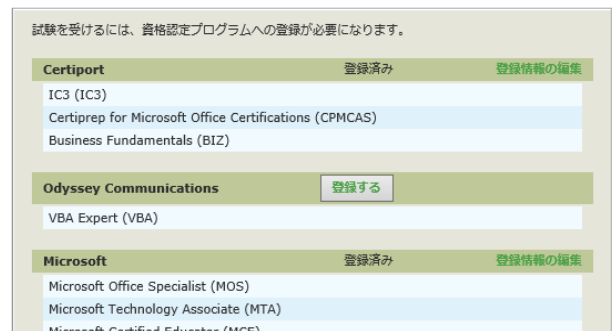 試験を受けるには、資格認定プログラムへの登録が必要になります。
Certiport 登録済み 登録情報の編集
IC3 (IC3)
Certiprep for Microsoft Office Certifications (CPMCAS)
Business Fundamentals (BIZ)
Odyssey Communications 登録する
VBA Expert (VBA)
Microsoft 登録済み 登録情報の編集
Microsoft Office Specialist (MOS)
Microsoft Technology Associate (MTA)
Microsoft Certified Educator (MCE)